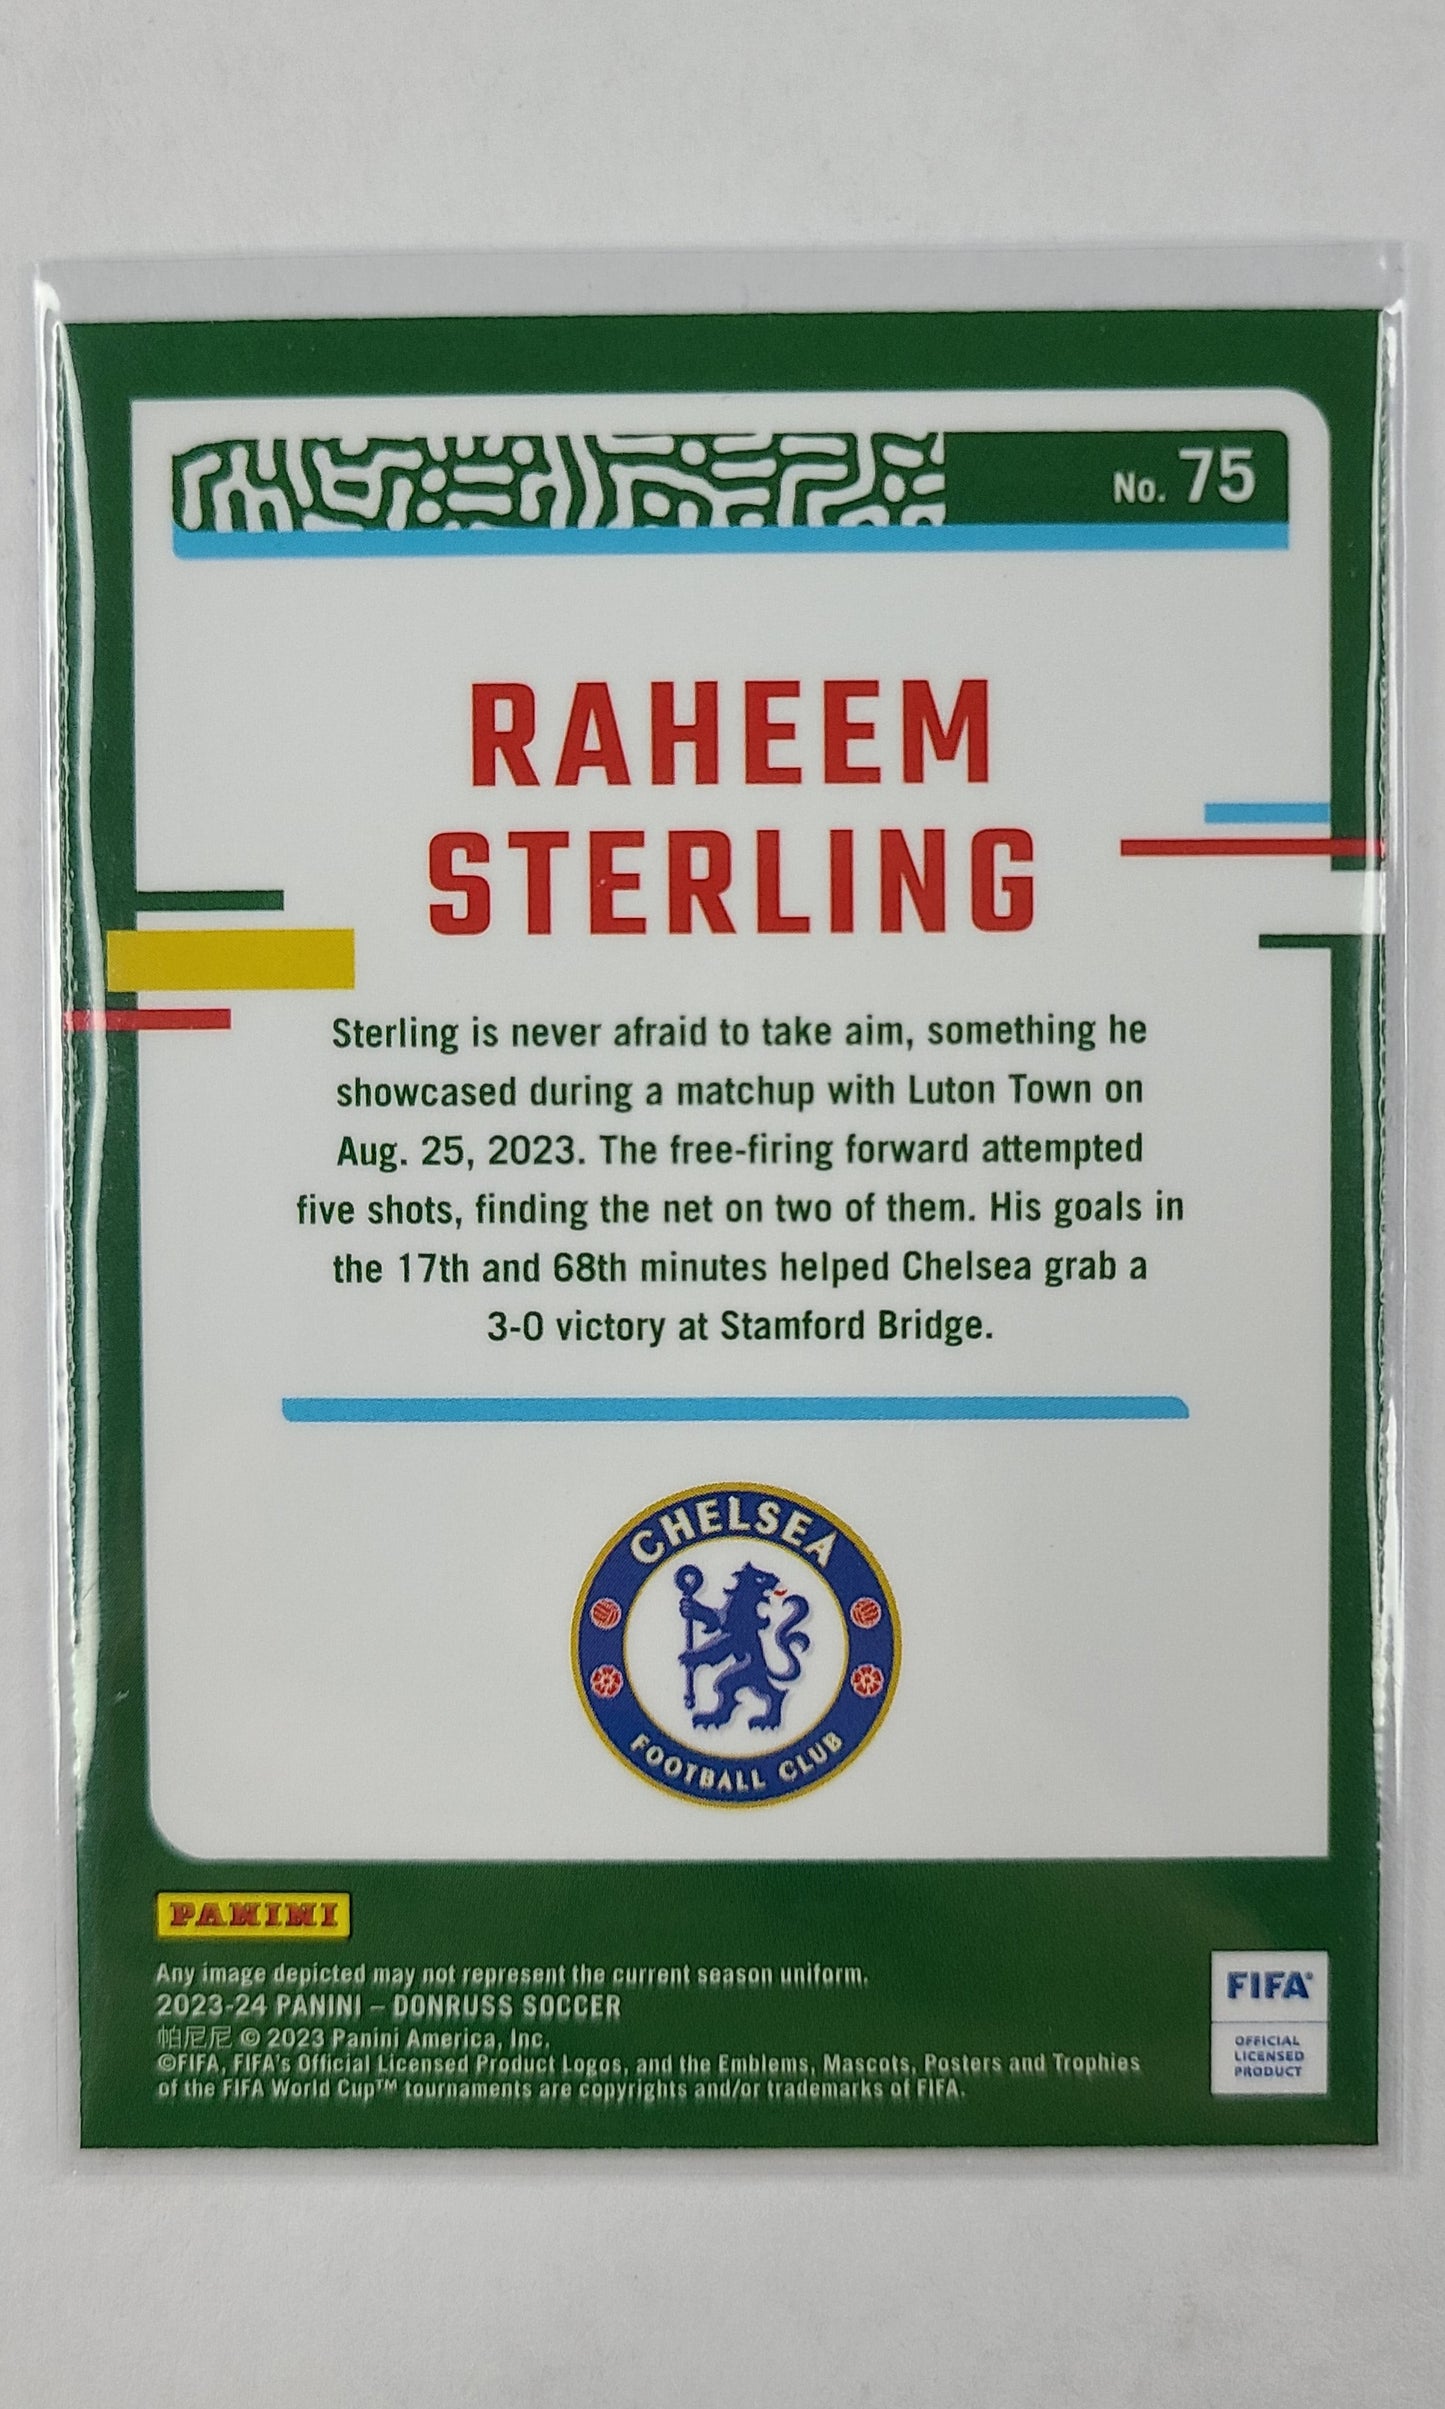 No. 75
RAHEEM
STERLING
Sterling is never afraid to take aim, something he
showcased during a matchup with Luton Town on
Aug. 25, 2023. The free-firing forward attempted
five shots, finding the net on two of them. His goals in
the 17th and 68th minutes helped Chelsea grab a
3-0 victory at Stamford Bridge.
CHELSEA
FOOTBALL CLUB
PANINI
Any image depicted may not represent the current season uniform.
2023-24 PANINI – DONRUSS SOCCER
帕尼尼 © 2023 Panini America, Inc.
©FIFA, FIFA's Official Licensed Product Logos, and the Emblems, Mascots, Posters and Trophies
of the FIFA World Cup™ tournaments are copyrights and/or trademarks of FIFA.
FIFA®
OFFICIAL
LICENSED
PRODUCT